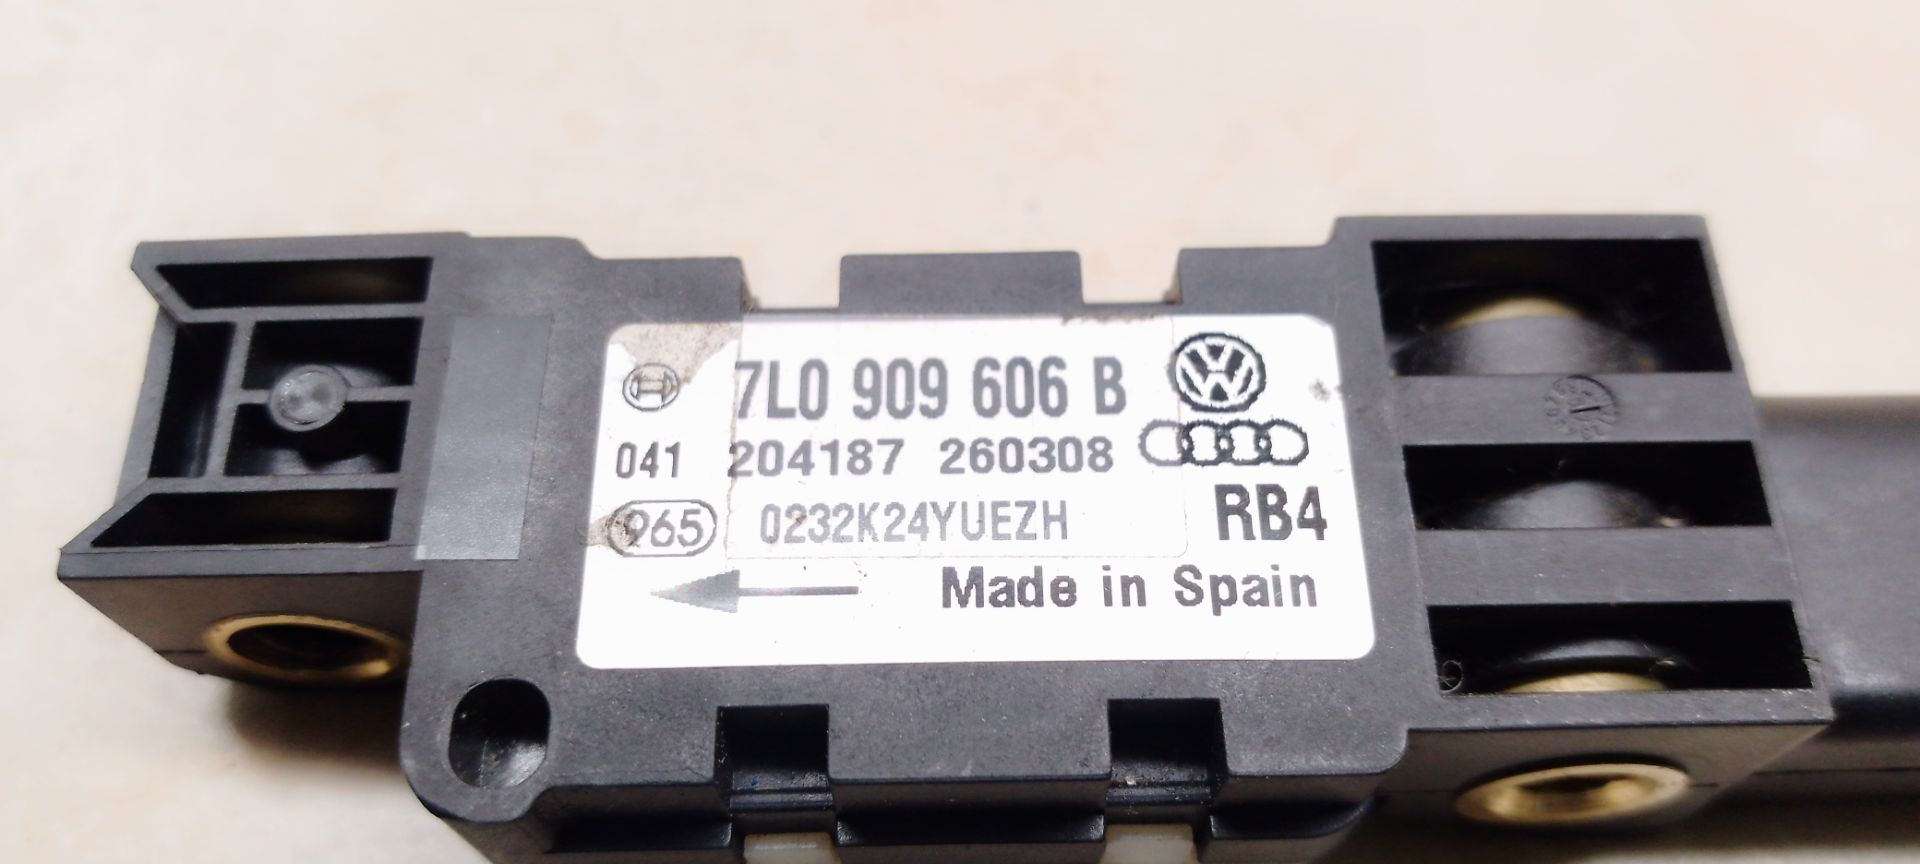 7L0 909 606 B
041 204187 260308
965 0232K24YUEZH RB4
Made in Spain